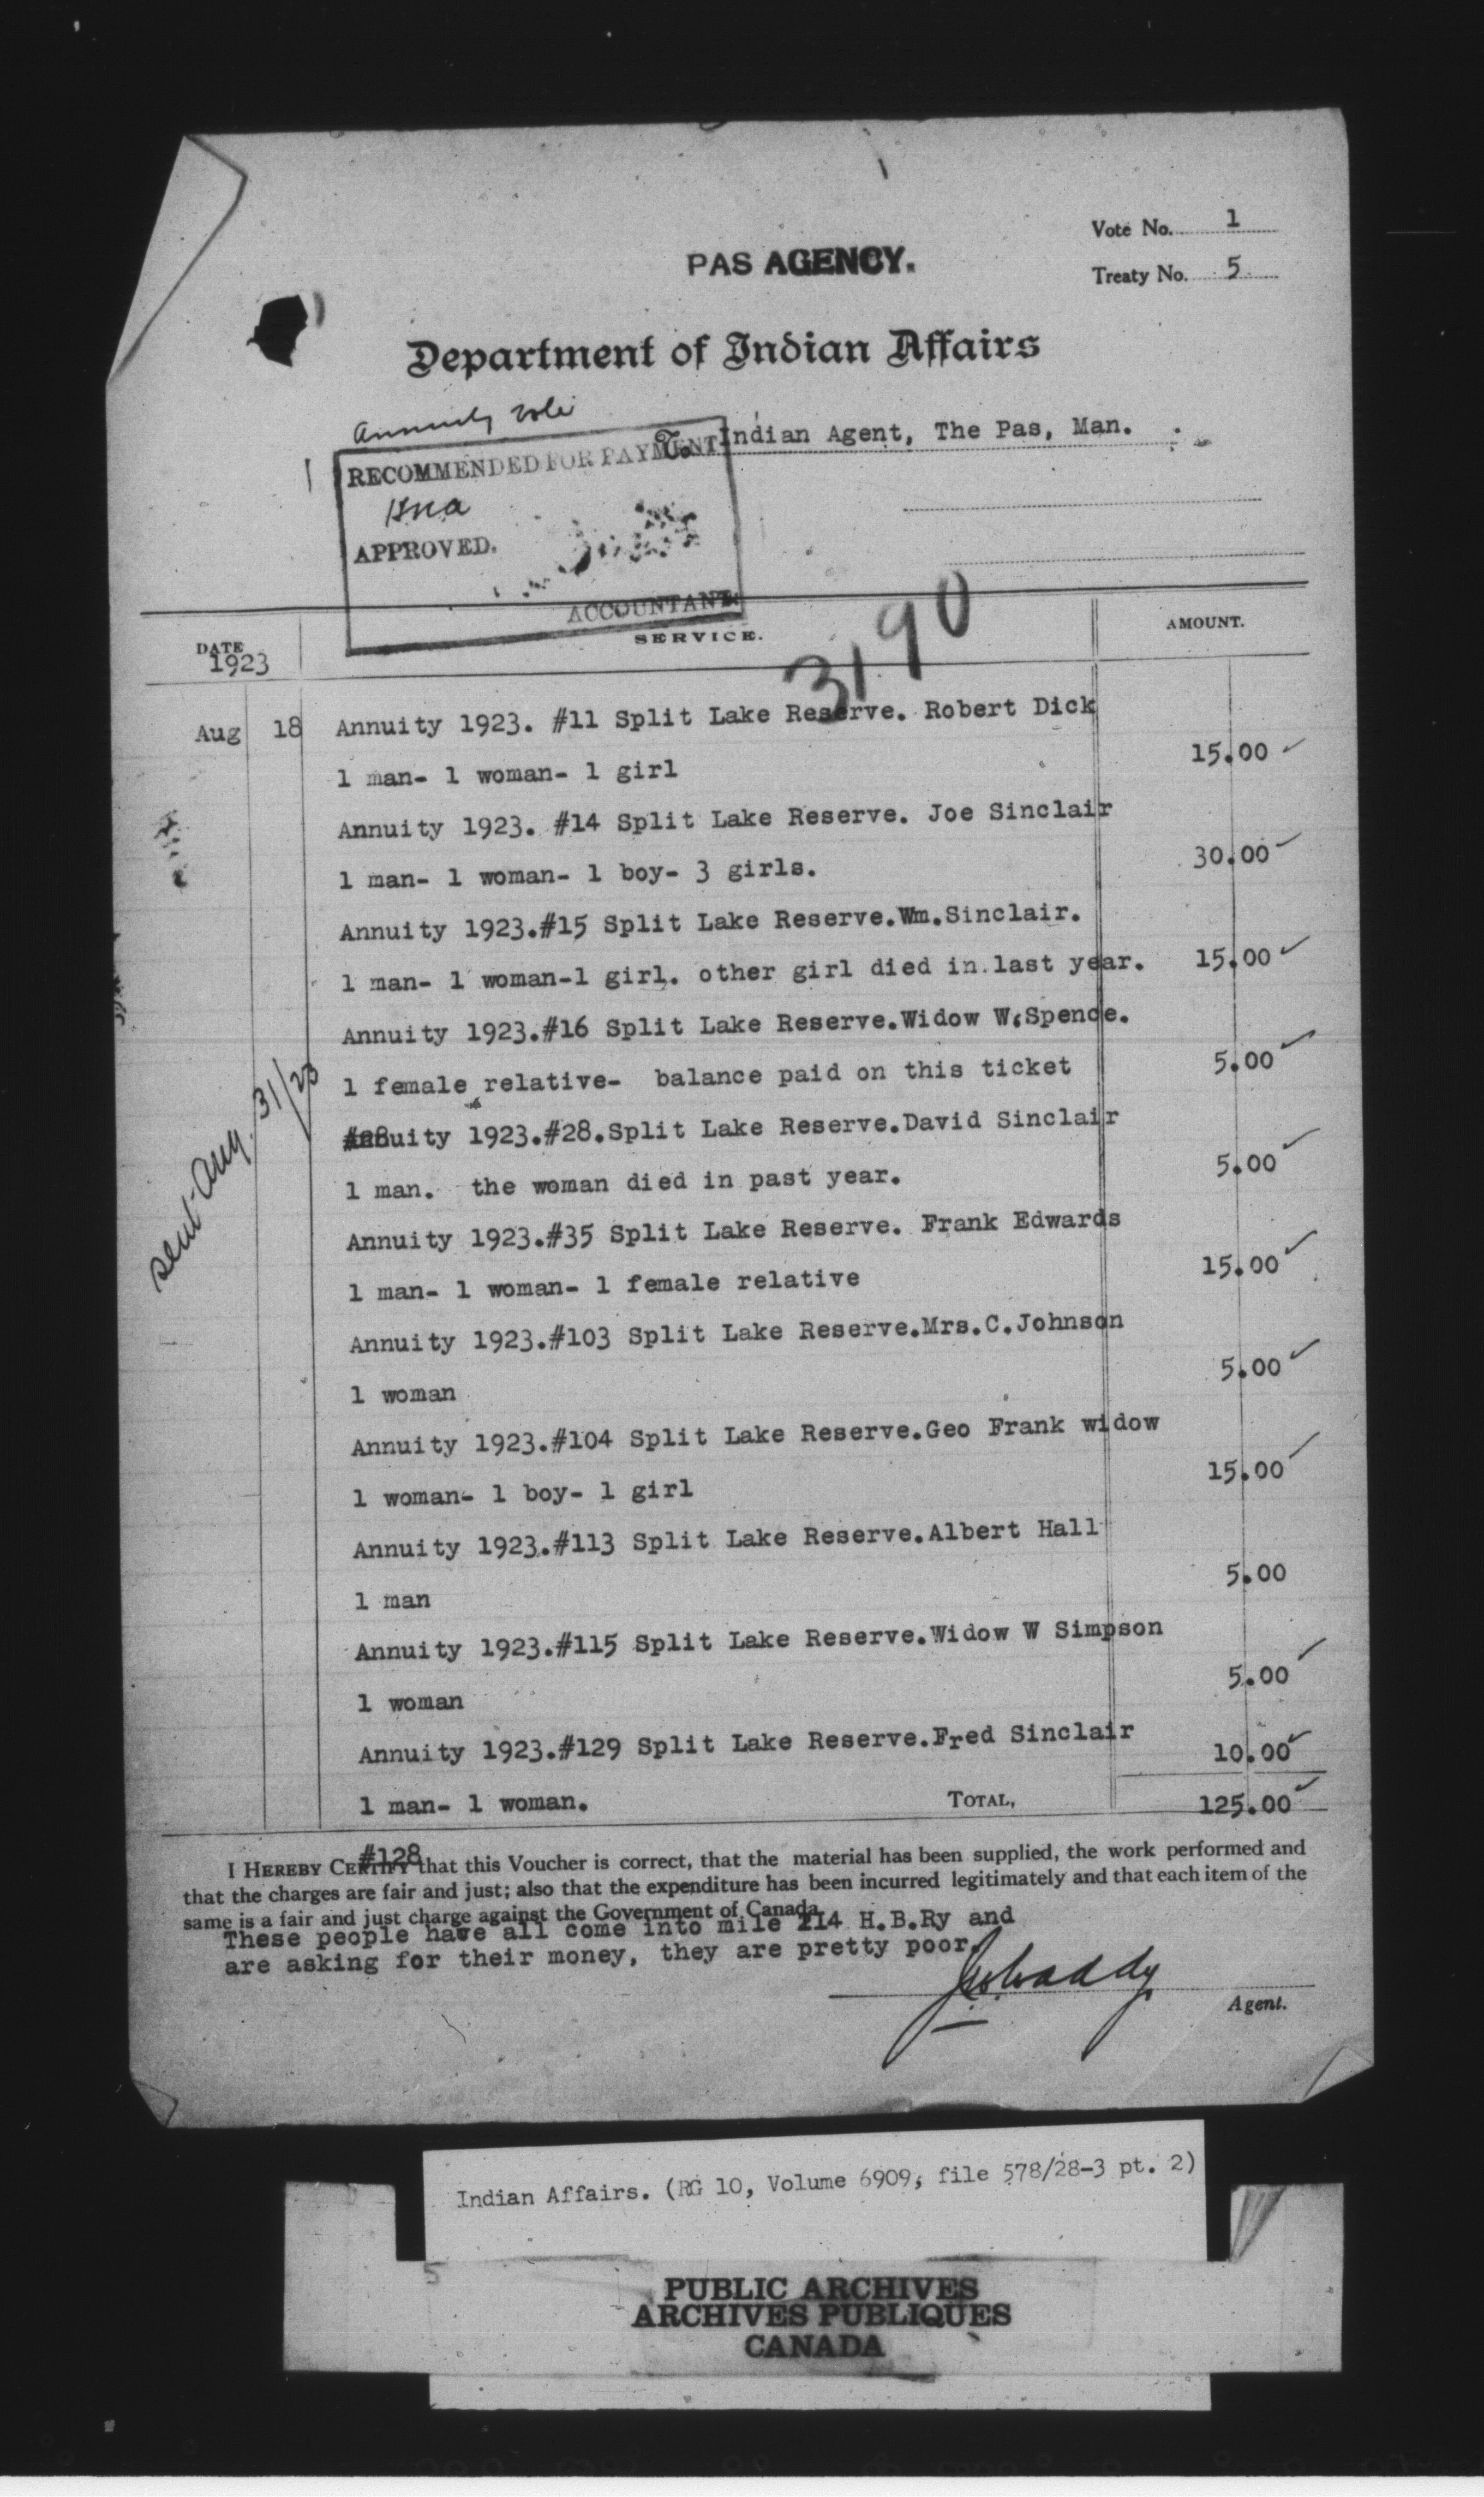 Vote No. 1
PAS AGENCY.
Treaty No. 5
Department of Indian Affairs
Annuity Vote
To Indian Agent, The Pas, Man.
RECOMMENDED FOR PAYMENT
APPROVED.
ACCOUNTANT
3190
DATE SERVICE. AMOUNT.
1923
Aug 18 Annuity 1923. #11 Split Lake Reserve. Robert Dick
1 man- 1 woman- 1 girl 15.00
Annuity 1923. #14 Split Lake Reserve. Joe Sinclair
1 man- 1 woman- 1 boy- 3 girls. 30.00
Annuity 1923.#15 Split Lake Reserve.Wm.Sinclair.
1 man- 1 woman-1 girl. other girl died in last year. 15.00
Annuity 1923.#16 Split Lake Reserve.Widow W.Spence.
1 female relative- balance paid on this ticket 5.00
Annuity 1923.#28.Split Lake Reserve.David Sinclair
1 man. the woman died in past year. 5.00
Annuity 1923.#35 Split Lake Reserve. Frank Edwards
1 man- 1 woman- 1 female relative 15.00
Annuity 1923.#103 Split Lake Reserve.Mrs.C.Johnson
1 woman 5.00
Annuity 1923.#104 Split Lake Reserve.Geo Frank widow
1 woman- 1 boy- 1 girl 15.00
Annuity 1923.#113 Split Lake Reserve.Albert Hall
1 man 5.00
Annuity 1923.#115 Split Lake Reserve.Widow W Simpson
1 woman 5.00
Annuity 1923.#129 Split Lake Reserve.Fred Sinclair 10.00
1 man- 1 woman. TOTAL, 125.00
sent Aug 31/23
#128
I HEREBY CERTIFY that this Voucher is correct, that the material has been supplied, the work performed and
that the charges are fair and just; also that the expenditure has been incurred legitimately and that each item of the
same is a fair and just charge against the Government of Canada.
These people have all come into mile 214 H.B.Ry and
are asking for their money, they are pretty poor.
Agent.
Indian Affairs. (RG 10, Volume 6909, file 578/28-3 pt. 2)
PUBLIC ARCHIVES
ARCHIVES PUBLIQUES
CANADA